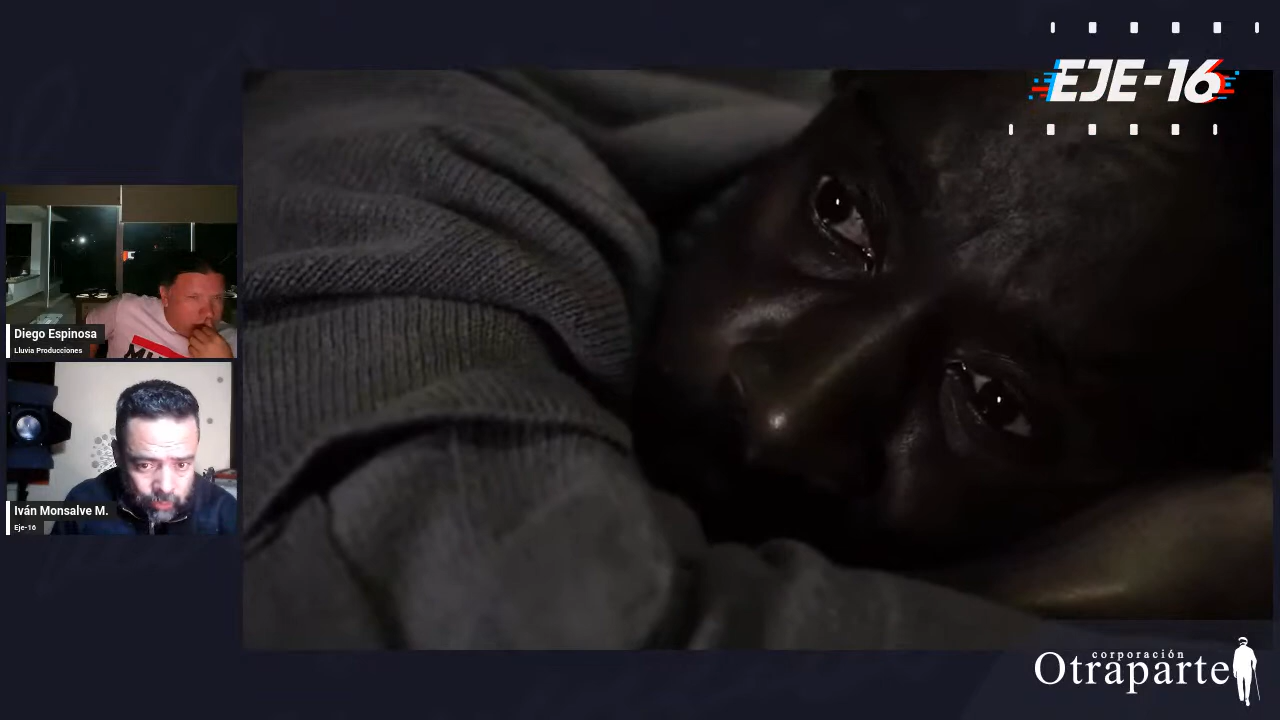 EJE-16
Diego Espinosa
Lluvia Producciones
Iván Monsalve M.
Eje-16
corporación
Otraparte